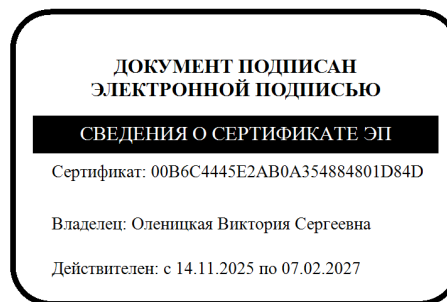 ДОКУМЕНТ ПОДПИСАН
ЭЛЕКТРОННОЙ ПОДПИСЬЮ
СВЕДЕНИЯ О СЕРТИФИКАТЕ ЭП
Сертификат: 00B6C4445E2AB0A354884801D84D
Владелец: Оленицкая Виктория Сергеевна
Действителен: с 14.11.2025 по 07.02.2027